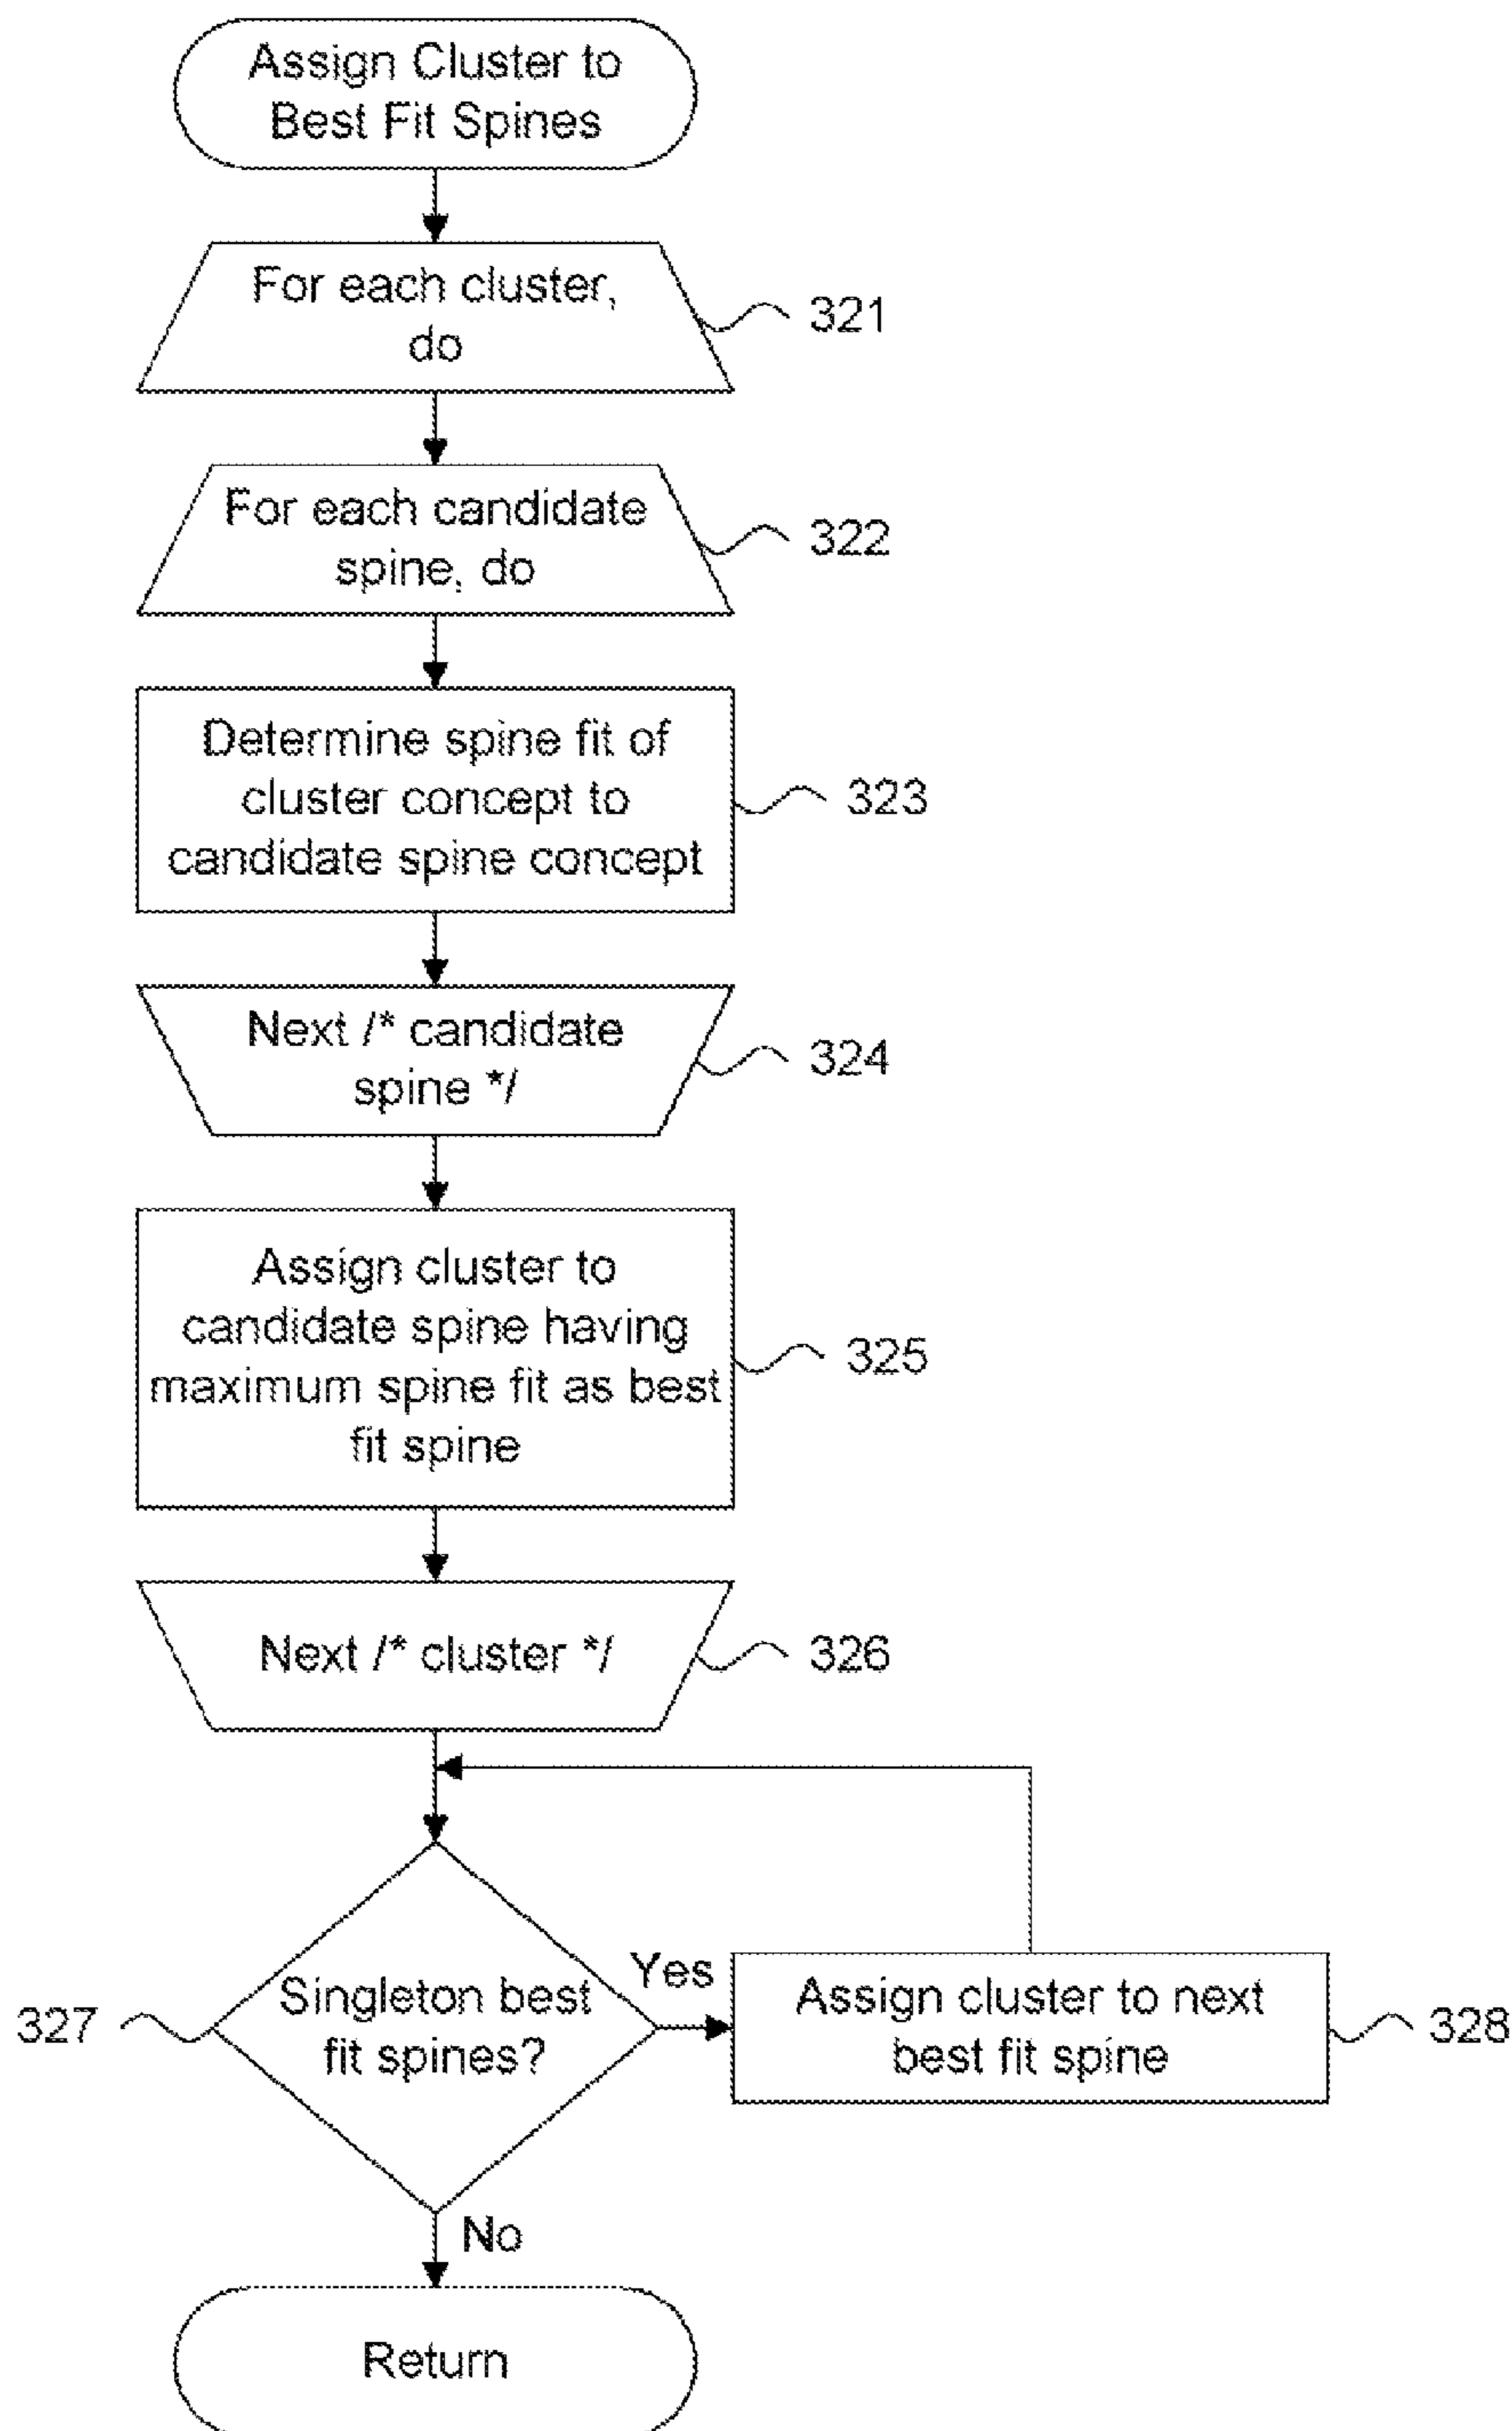 Assign Cluster to
Best Fit Spines
For each cluster,
do
321
For each candidate
spine, do
322
Determine spine fit of
cluster concept to
candidate spine concept
323
Next /* candidate
spine */
324
Assign cluster to
candidate spine having
maximum spine fit as best
fit spine
325
Next /* cluster */
326
327
Singleton best
fit spines?
Yes
Assign cluster to next
best fit spine
328
No
Return